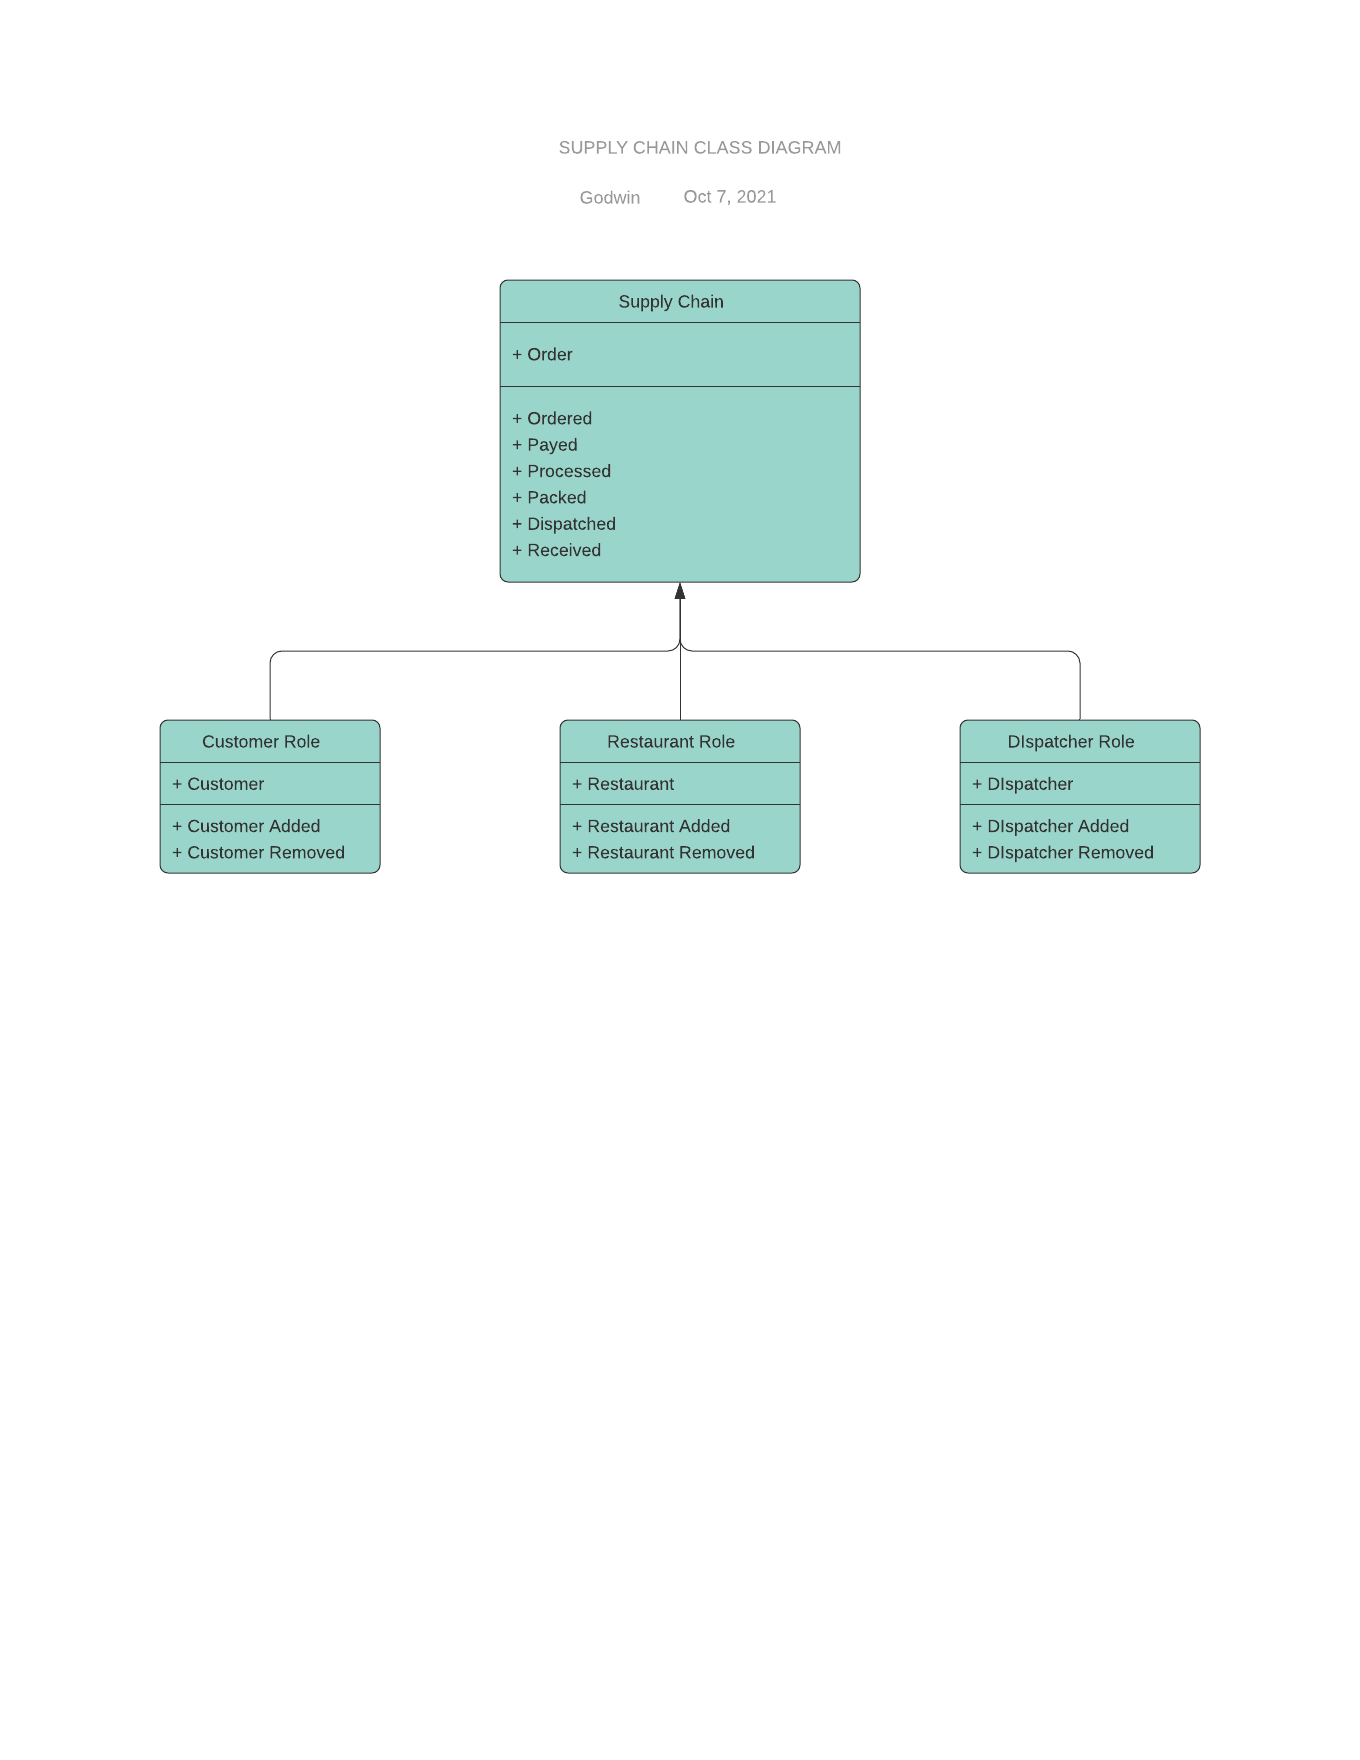 SUPPLY CHAIN CLASS DIAGRAM
Godwin Oct 7, 2021
Supply Chain
+ Order
+ Ordered
+ Payed
+ Processed
+ Packed
+ Dispatched
+ Received
Customer Role
+ Customer
+ Customer Added
+ Customer Removed
Restaurant Role
+ Restaurant
+ Restaurant Added
+ Restaurant Removed
DIspatcher Role
+ DIspatcher
+ DIspatcher Added
+ DIspatcher Removed